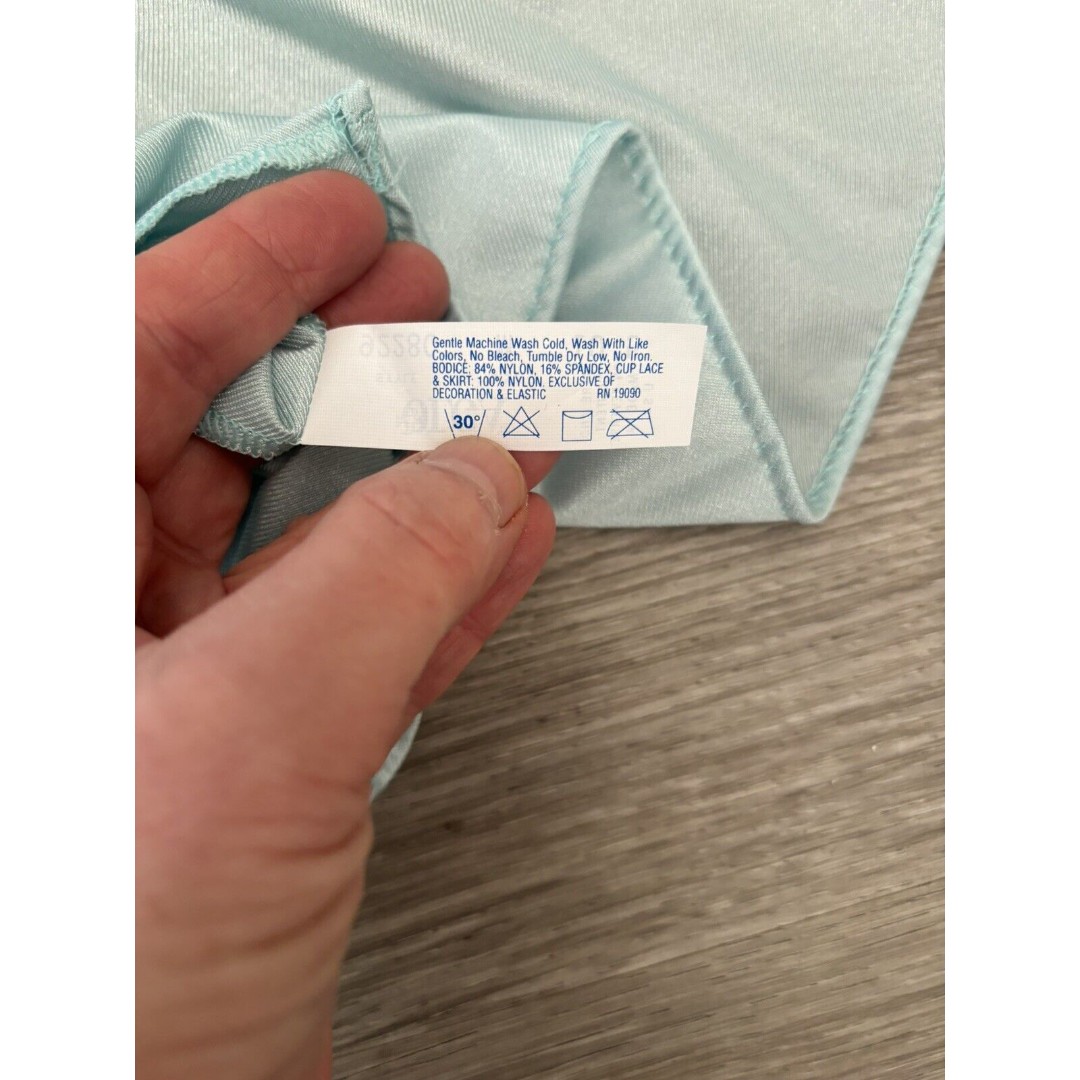 Gentle Machine Wash Cold, Wash With Like
Colors, No Bleach, Tumble Dry Low, No Iron.
BODICE: 84% NYLON, 16% SPANDEX, CUP LACE
& SKIRT: 100% NYLON. EXCLUSIVE OF
DECORATION & ELASTIC RN 19090
30°